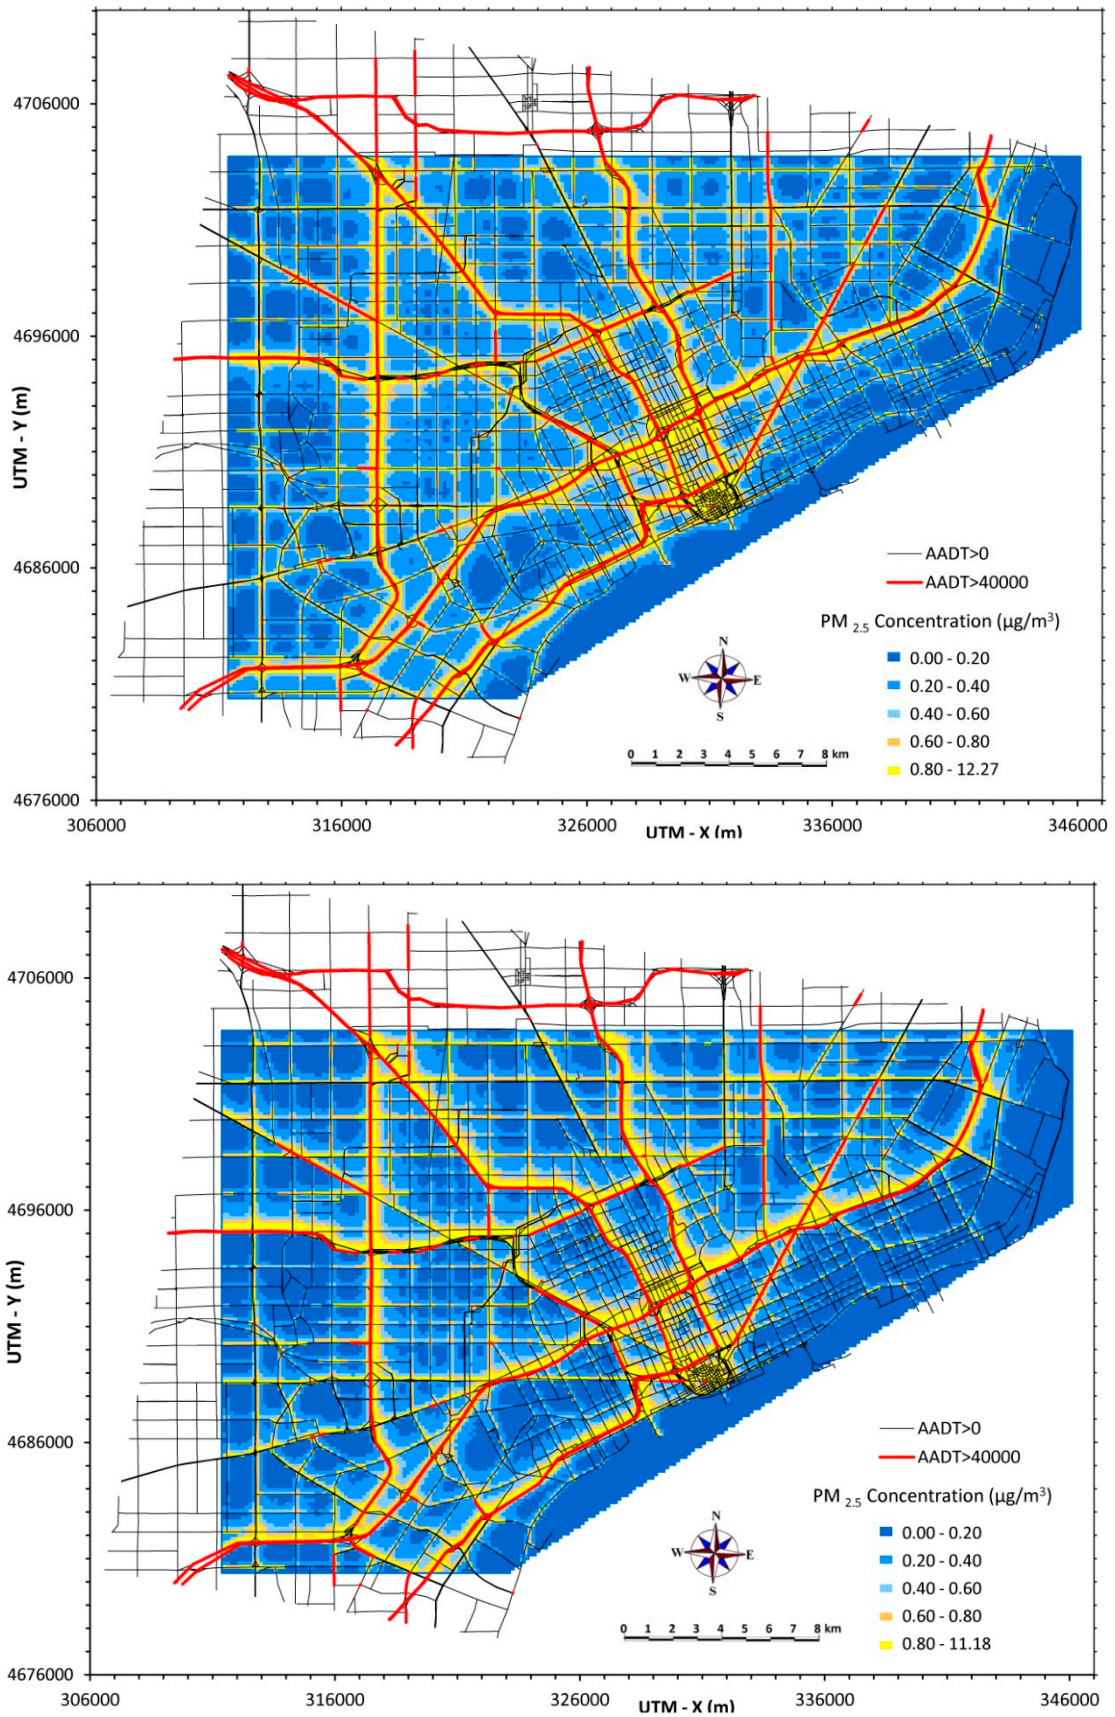 4706000
4696000
UTM - Y (m)
4686000
4676000
AADT>0
AADT>40000
PM 2.5 Concentration (µg/m³)
0.00 - 0.20
0.20 - 0.40
0.40 - 0.60
0.60 - 0.80
0.80 - 12.27
N
W E
S
0 1 2 3 4 5 6 7 8 km
306000 316000 326000 336000 346000
UTM - X (m)
4706000
4696000
UTM - Y (m)
4686000
4676000
AADT>0
AADT>40000
PM 2.5 Concentration (µg/m³)
0.00 - 0.20
0.20 - 0.40
0.40 - 0.60
0.60 - 0.80
0.80 - 11.18
N
W E
S
0 1 2 3 4 5 6 7 8 km
306000 316000 326000 336000 346000
UTM - X (m)